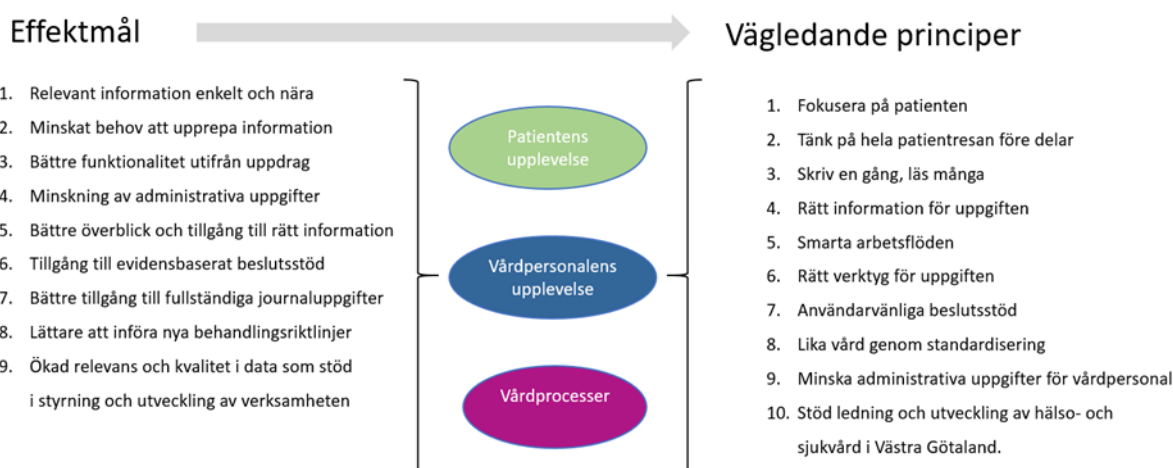 Effektmål
1. Relevant information enkelt och nära
2. Minskat behov att upprepa information
3. Bättre funktionalitet utifrån uppdrag
4. Minskning av administrativa uppgifter
5. Bättre överblick och tillgång till rätt information
6. Tillgång till evidensbaserat beslutsstöd
7. Bättre tillgång till fullständiga journaluppgifter
8. Lättare att införa nya behandlingsriktlinjer
9. Ökad relevans och kvalitet i data som stöd
i styrning och utveckling av verksamheten
Patientens
upplevelse
Vårdpersonalens
upplevelse
Vårdprocesser
Vägledande principer
1. Fokusera på patienten
2. Tänk på hela patientresan före delar
3. Skriv en gång, läs många
4. Rätt information för uppgiften
5. Smarta arbetsflöden
6. Rätt verktyg för uppgiften
7. Användarvänliga beslutsstöd
8. Lika vård genom standardisering
9. Minska administrativa uppgifter för vårdpersonal
10. Stöd ledning och utveckling av hälso- och
sjukvård i Västra Götaland.